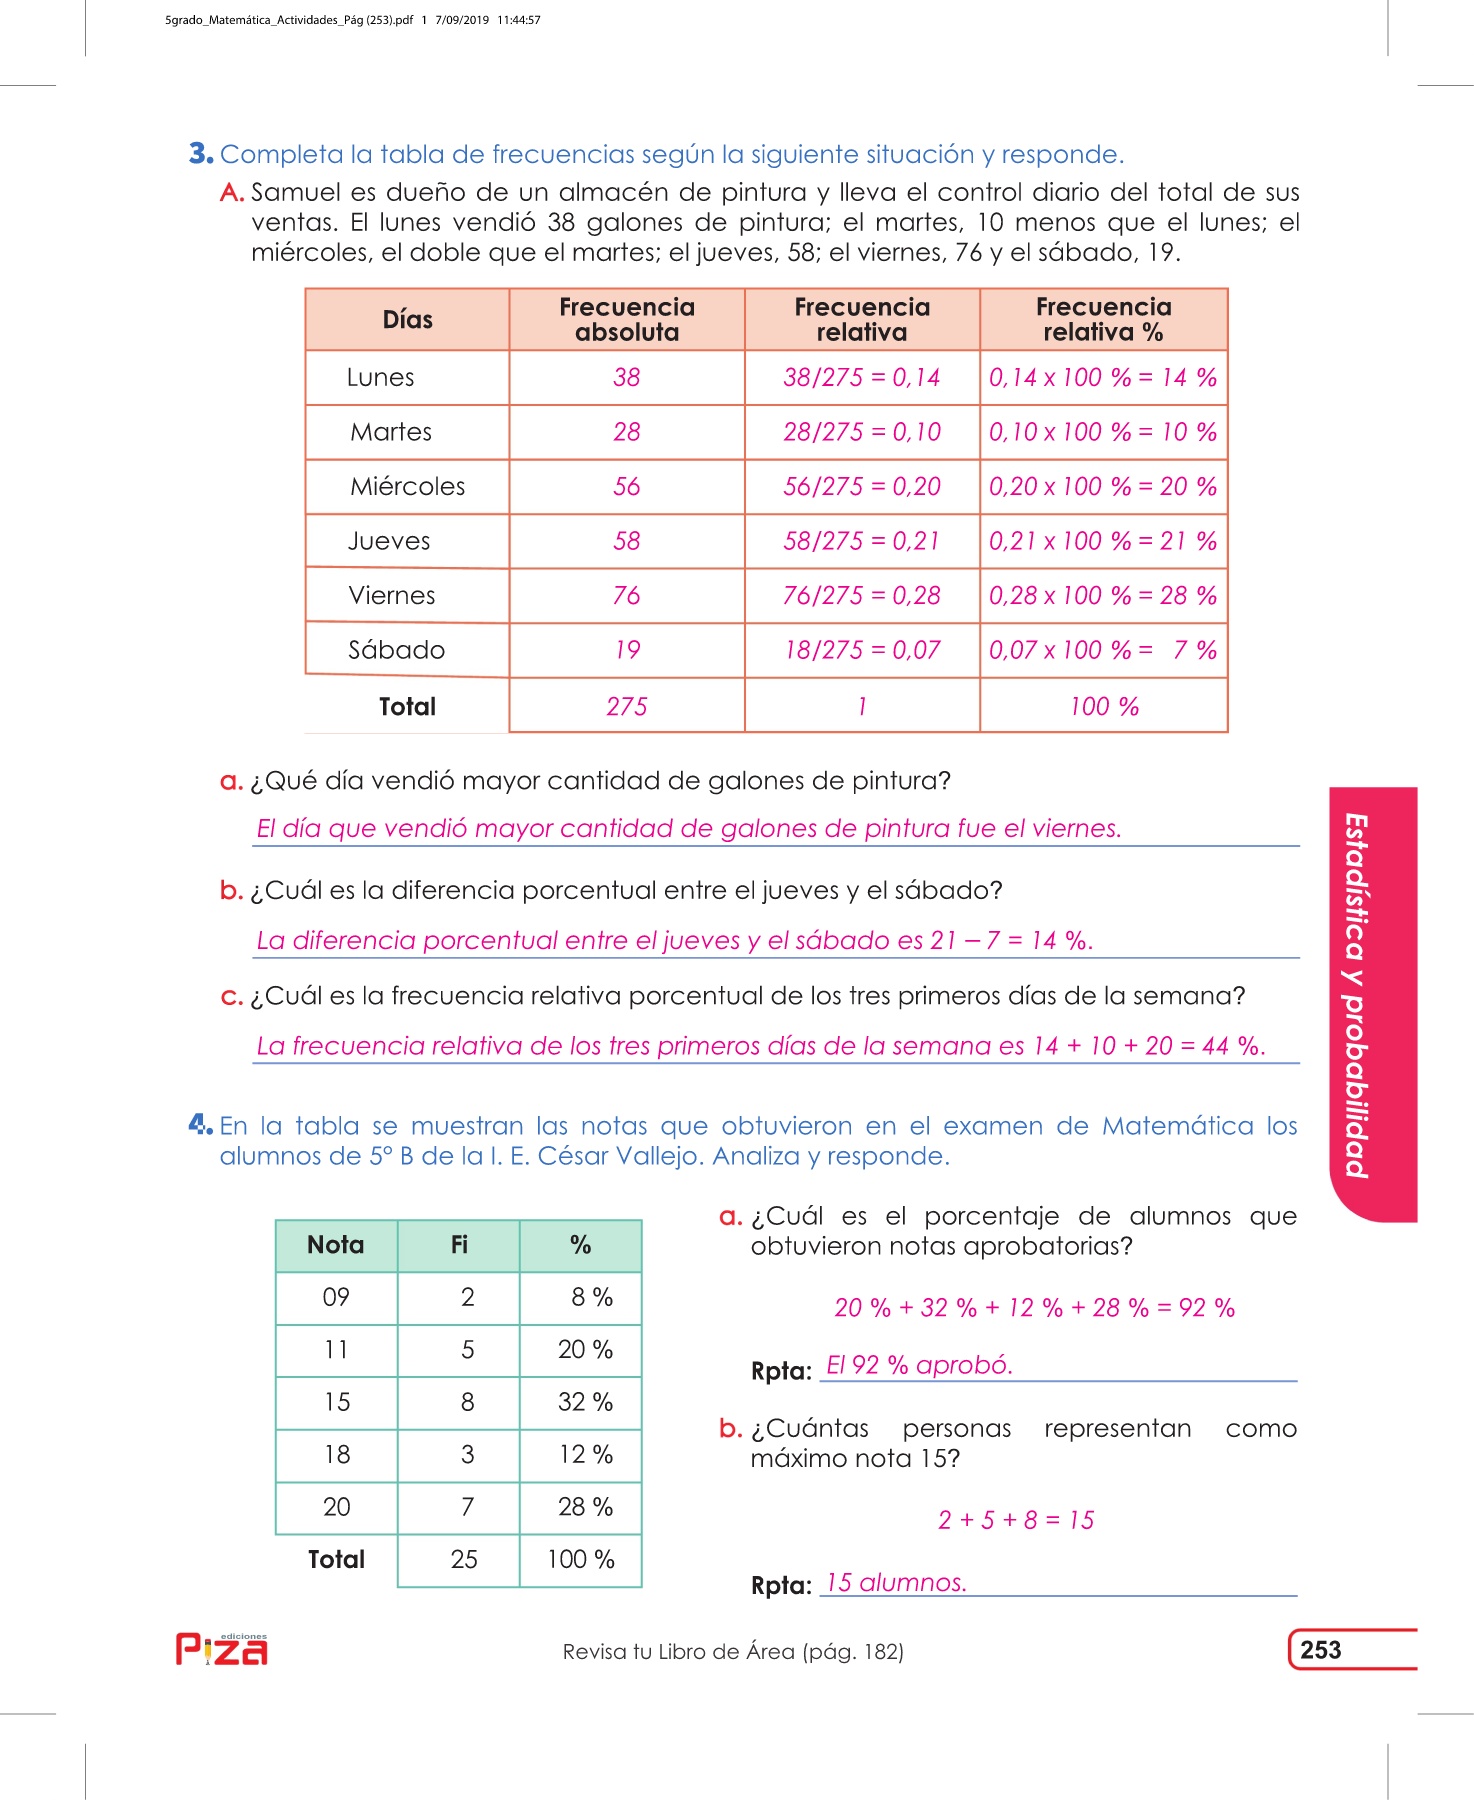 5grado_Matemática_Actividades_Pág (253).pdf 1 7/09/2019 11:44:57
3. Completa la tabla de frecuencias según la siguiente situación y responde.
A. Samuel es dueño de un almacén de pintura y lleva el control diario del total de sus
ventas. El lunes vendió 38 galones de pintura; el martes, 10 menos que el lunes; el
miércoles, el doble que el martes; el jueves, 58; el viernes, 76 y el sábado, 19.
Días Frecuencia absoluta Frecuencia relativa Frecuencia relativa %
Lunes 38 38/275 = 0,14 0,14 x 100 % = 14 %
Martes 28 28/275 = 0,10 0,10 x 100 % = 10 %
Miércoles 56 56/275 = 0,20 0,20 x 100 % = 20 %
Jueves 58 58/275 = 0,21 0,21 x 100 % = 21 %
Viernes 76 76/275 = 0,28 0,28 x 100 % = 28 %
Sábado 19 18/275 = 0,07 0,07 x 100 % = 7 %
Total 275 1 100 %
a. ¿Qué día vendió mayor cantidad de galones de pintura?
El día que vendió mayor cantidad de galones de pintura fue el viernes.
b. ¿Cuál es la diferencia porcentual entre el jueves y el sábado?
La diferencia porcentual entre el jueves y el sábado es 21 – 7 = 14 %.
c. ¿Cuál es la frecuencia relativa porcentual de los tres primeros días de la semana?
La frecuencia relativa de los tres primeros días de la semana es 14 + 10 + 20 = 44 %.
Estadística y probabilidad
4. En la tabla se muestran las notas que obtuvieron en el examen de Matemática los
alumnos de 5° B de la I. E. César Vallejo. Analiza y responde.
Nota Fi %
09 2 8 %
11 5 20 %
15 8 32 %
18 3 12 %
20 7 28 %
Total 25 100 %
a. ¿Cuál es el porcentaje de alumnos que
obtuvieron notas aprobatorias?
20 % + 32 % + 12 % + 28 % = 92 %
Rpta: El 92 % aprobó.
b. ¿Cuántas personas representan como
máximo nota 15?
2 + 5 + 8 = 15
Rpta: 15 alumnos.
ediciones
Piza
Revisa tu Libro de Área (pág. 182)
253